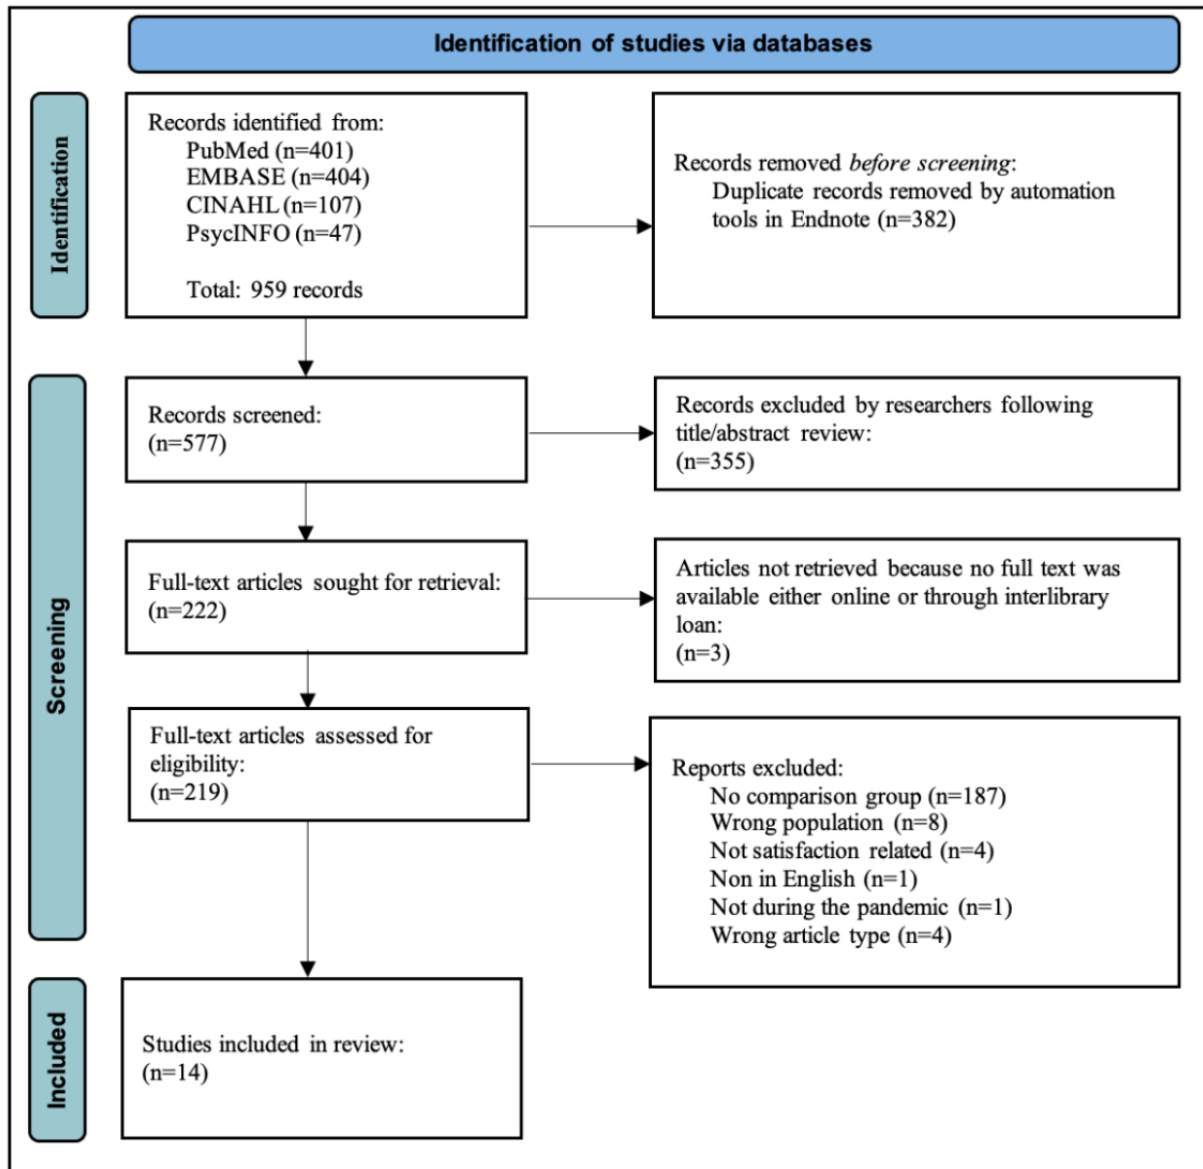 Identification of studies via databases
Identification
Records identified from:
PubMed (n=401)
EMBASE (n=404)
CINAHL (n=107)
PsycINFO (n=47)
Total: 959 records
Records removed before screening:
Duplicate records removed by automation
tools in Endnote (n=382)
Screening
Records screened:
(n=577)
Records excluded by researchers following
title/abstract review:
(n=355)
Full-text articles sought for retrieval:
(n=222)
Articles not retrieved because no full text was
available either online or through interlibrary
loan:
(n=3)
Full-text articles assessed for
eligibility:
(n=219)
Reports excluded:
No comparison group (n=187)
Wrong population (n=8)
Not satisfaction related (n=4)
Non in English (n=1)
Not during the pandemic (n=1)
Wrong article type (n=4)
Included
Studies included in review:
(n=14)